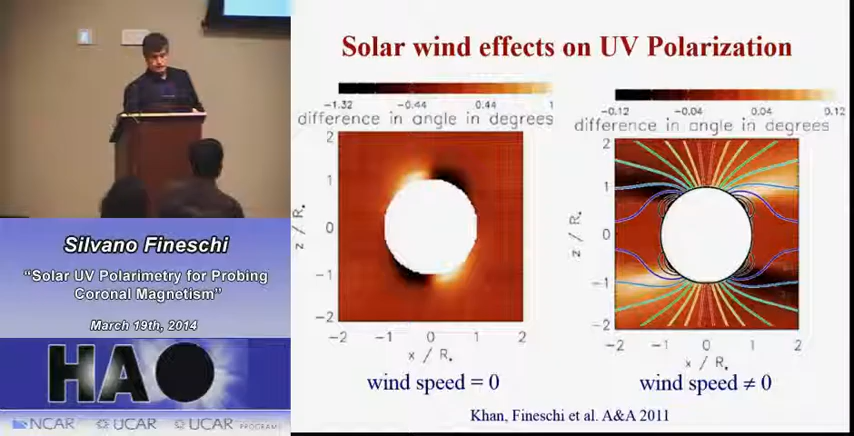 Solar wind effects on UV Polarization
−1.32 −0.44 0.44 1
difference in angle in degrees
2
1
0
−1
−2
z / R.
−2 −1 0 1 2
x / R.
wind speed = 0
−0.12 −0.04 0.04 0.12
difference in angle in degrees
2
1
0
−1
−2
z / R.
−2 −1 0 1 2
x / R.
wind speed ≠ 0
Khan, Fineschi et al. A&A 2011
Silvano Fineschi
“Solar UV Polarimetry for Probing
Coronal Magnetism”
March 19th, 2014
HAO
NCAR UCAR UCAR PROGRAMS